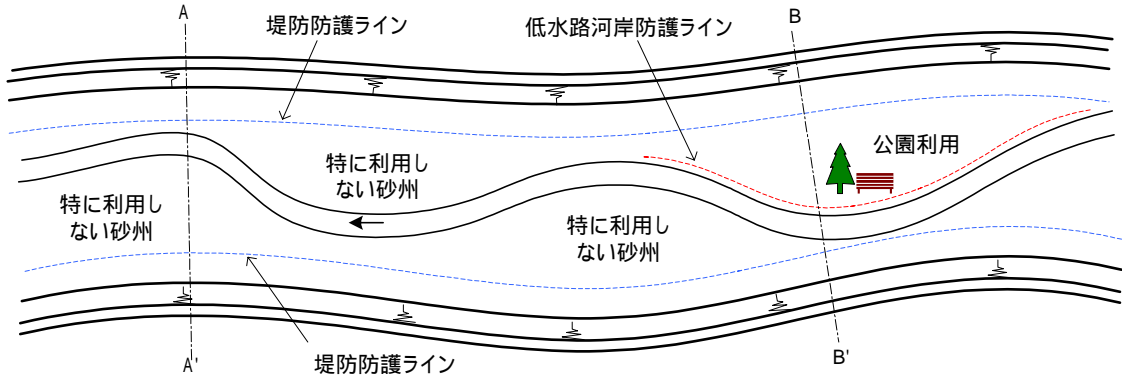 A
堤防防護ライン
低水路河岸防護ライン
B
公園利用
特に利用し
ない砂州
特に利用し
ない砂州
特に利用し
ない砂州
A'
堤防防護ライン
B'